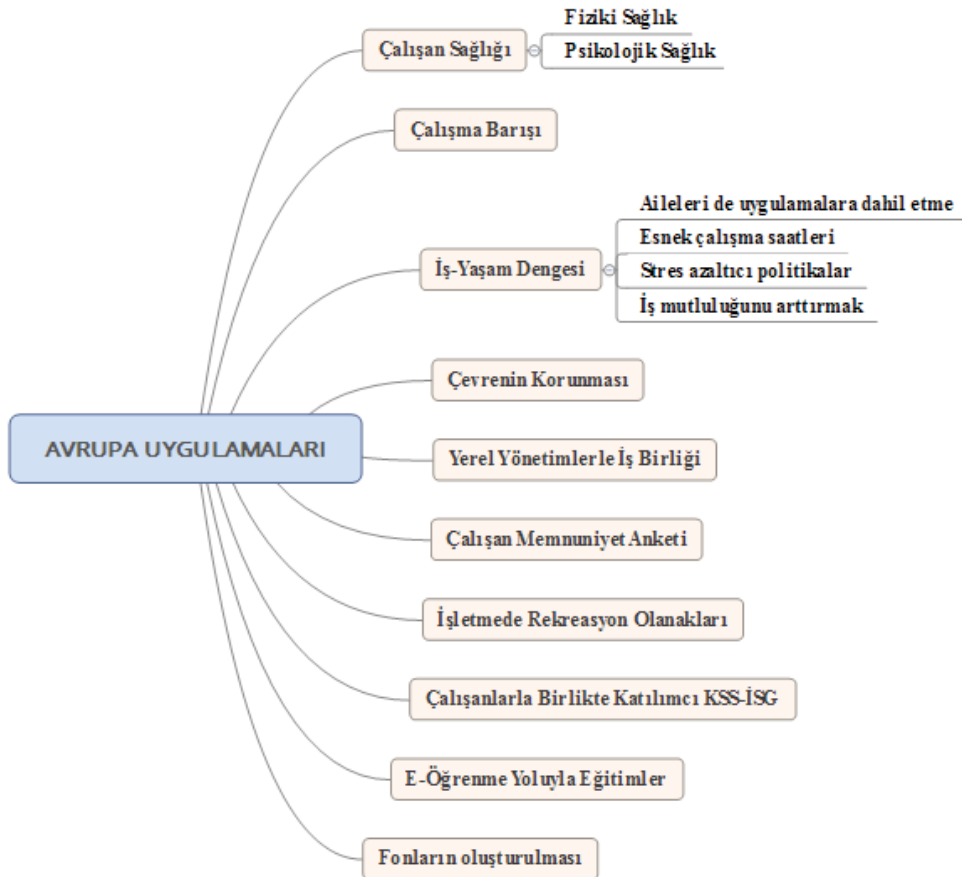 Fiziki Sağlık
Çalışan Sağlığı
Psikolojik Sağlık
Çalışma Barışı
Aileleri de uygulamalara dahil etme
Esnek çalışma saatleri
İş-Yaşam Dengesi
Stres azaltıcı politikalar
İş mutluluğunu arttırmak
Çevrenin Korunması
AVRUPA UYGULAMALARI
Yerel Yönetimlerle İş Birliği
Çalışan Memnuniyet Anketi
İşletmede Rekreasyon Olanakları
Çalışanlarla Birlikte Katılımcı KSS-İSG
E-Öğrenme Yoluyla Eğitimler
Fonların oluşturulması